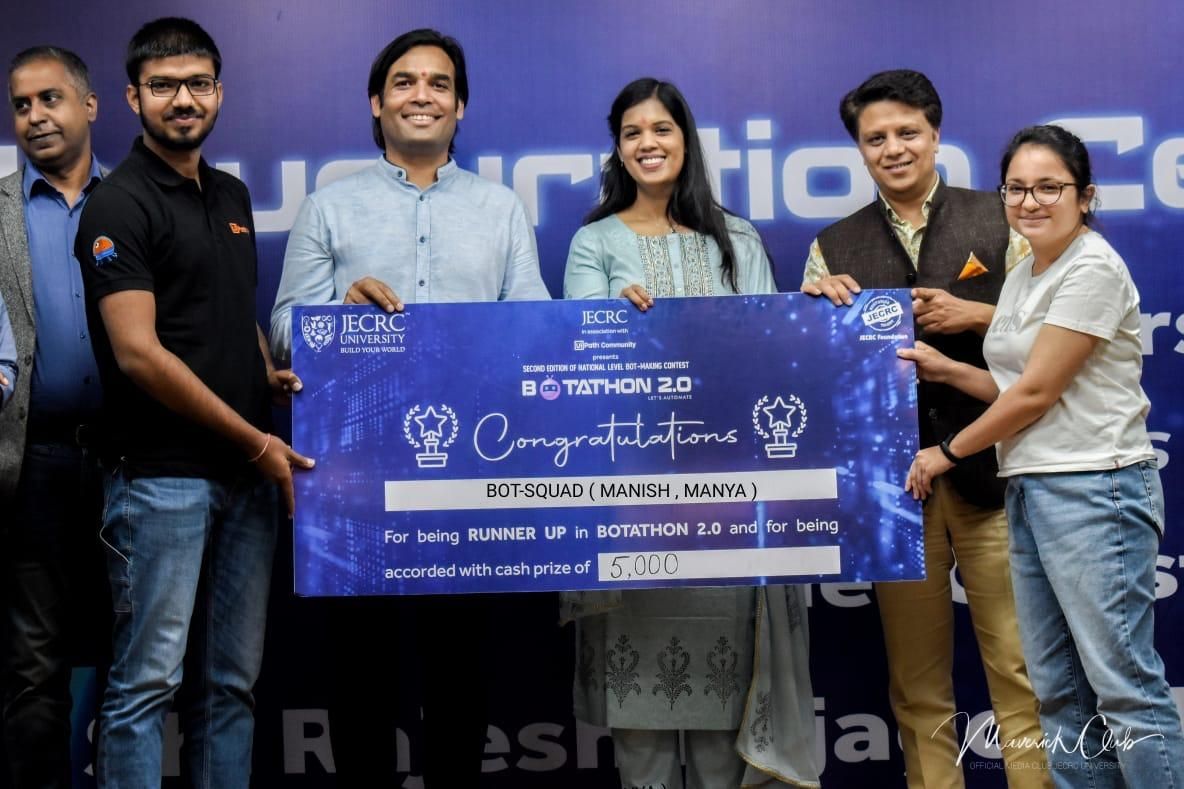 Ce
UiPath
JECRC™
UNIVERSITY
BUILD YOUR WORLD
JECRC
in association with
UiPath Community
presents
SECOND EDITION OF NATIONAL LEVEL BOT-MAKING CONTEST
BOTATHON 2.0
LET'S AUTOMATE
JECRC
JECRC Foundation
Congratulations
BOT-SQUAD ( MANISH , MANYA )
For being RUNNER UP in BOTATHON 2.0 and for being
accorded with cash prize of 5,000
Maverick Club
OFFICIAL MEDIA CLUB JECRC UNIVERSITY